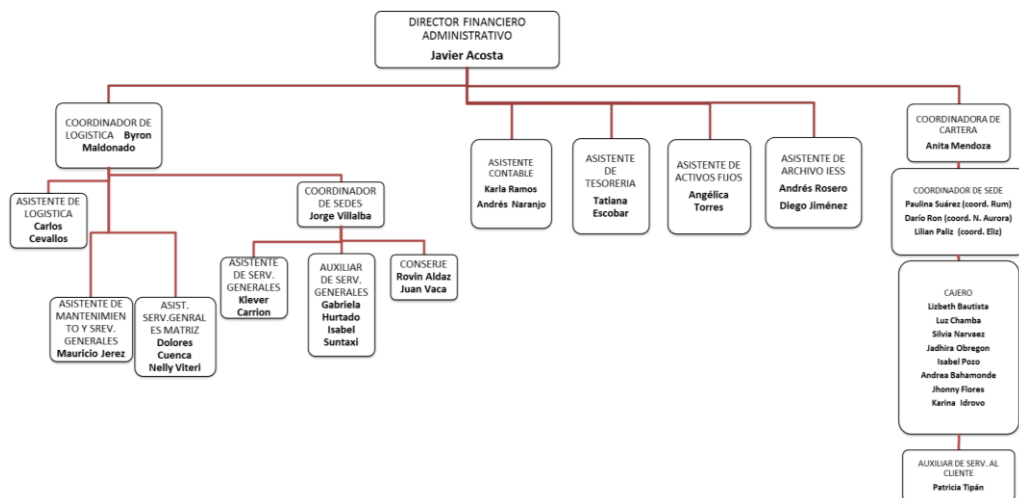 DIRECTOR FINANCIERO
ADMINISTRATIVO
Javier Acosta
COORDINADOR DE
LOGISTICA Byron
Maldonado
ASISTENTE DE
LOGISTICA
Carlos
Cevallos
ASISTENTE DE
MANTENIMIEN
TO Y SREV.
GENERALES
Mauricio Jerez
ASIST.
SERV.GENRAL
ES MATRIZ
Dolores
Cuenca
Nelly Viteri
COORDINADOR
DE SEDES
Jorge Villalba
ASISTENTE
DE SERV.
GENERALES
Klever
Carrion
AUXILIAR
DE SERV.
GENERALES
Gabriela
Hurtado
Isabel
Suntaxi
CONSERJE
Rovin Aldaz
Juan Vaca
ASISTENTE
CONTABLE
Karla Ramos
Andrés Naranjo
ASISTENTE
DE
TESORERIA
Tatiana
Escobar
ASISTENTE DE
ACTIVOS FIJOS
Angélica
Torres
ASISTENTE DE
ARCHIVO IESS
Andrés Rosero
Diego Jiménez
COORDINADORA DE
CARTERA
Anita Mendoza
COORDINADOR DE SEDE
Paulina Suárez (coord. Rum)
Darío Ron (coord. N. Aurora)
Lilian Paliz (coord. Eliz)
CAJERO
Lizbeth Bautista
Luz Chamba
Silvia Narvaez
Jadhira Obregon
Isabel Pozo
Andrea Bahamonde
Jhonny Flores
Karina Idrovo
AUXILIAR DE SERV. AL
CLIENTE
Patricia Tipán